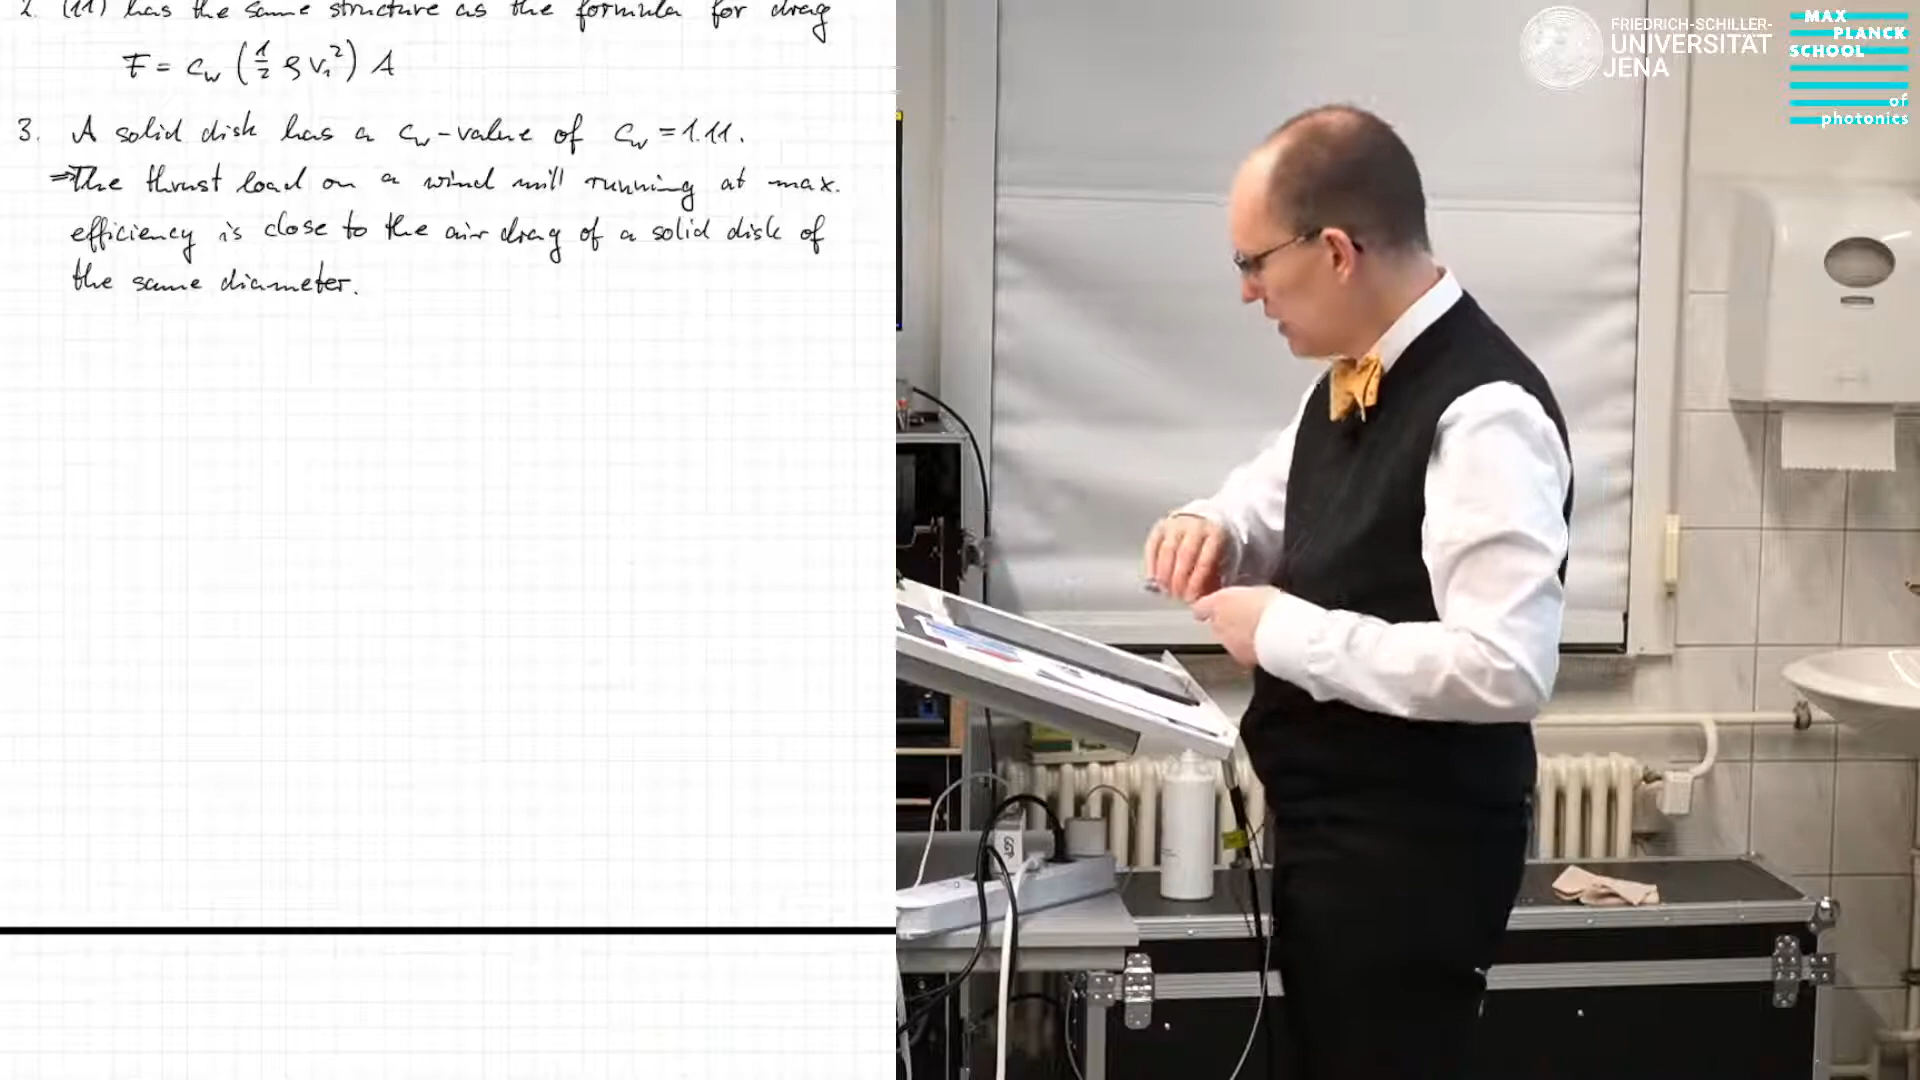 2. (11) has the same structure as the formula for drag
F = c_w (1/2 ρ v₁²) A
3. A solid disk has a c_w-value of c_w = 1.11.
⇒The thrust load on a wind mill running at max.
efficiency is close to the air drag of a solid disk of
the same diameter.
FRIEDRICH-SCHILLER-
UNIVERSITÄT
JENA
MAX
PLANCK
SCHOOL
of
photonics